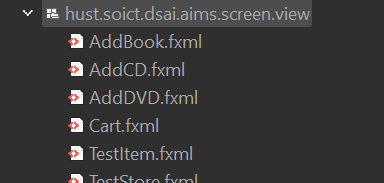 hust.soict.dsai.aims.screen.view
AddBook.fxml
AddCD.fxml
AddDVD.fxml
Cart.fxml
TestItem.fxml
TestStore.fxml